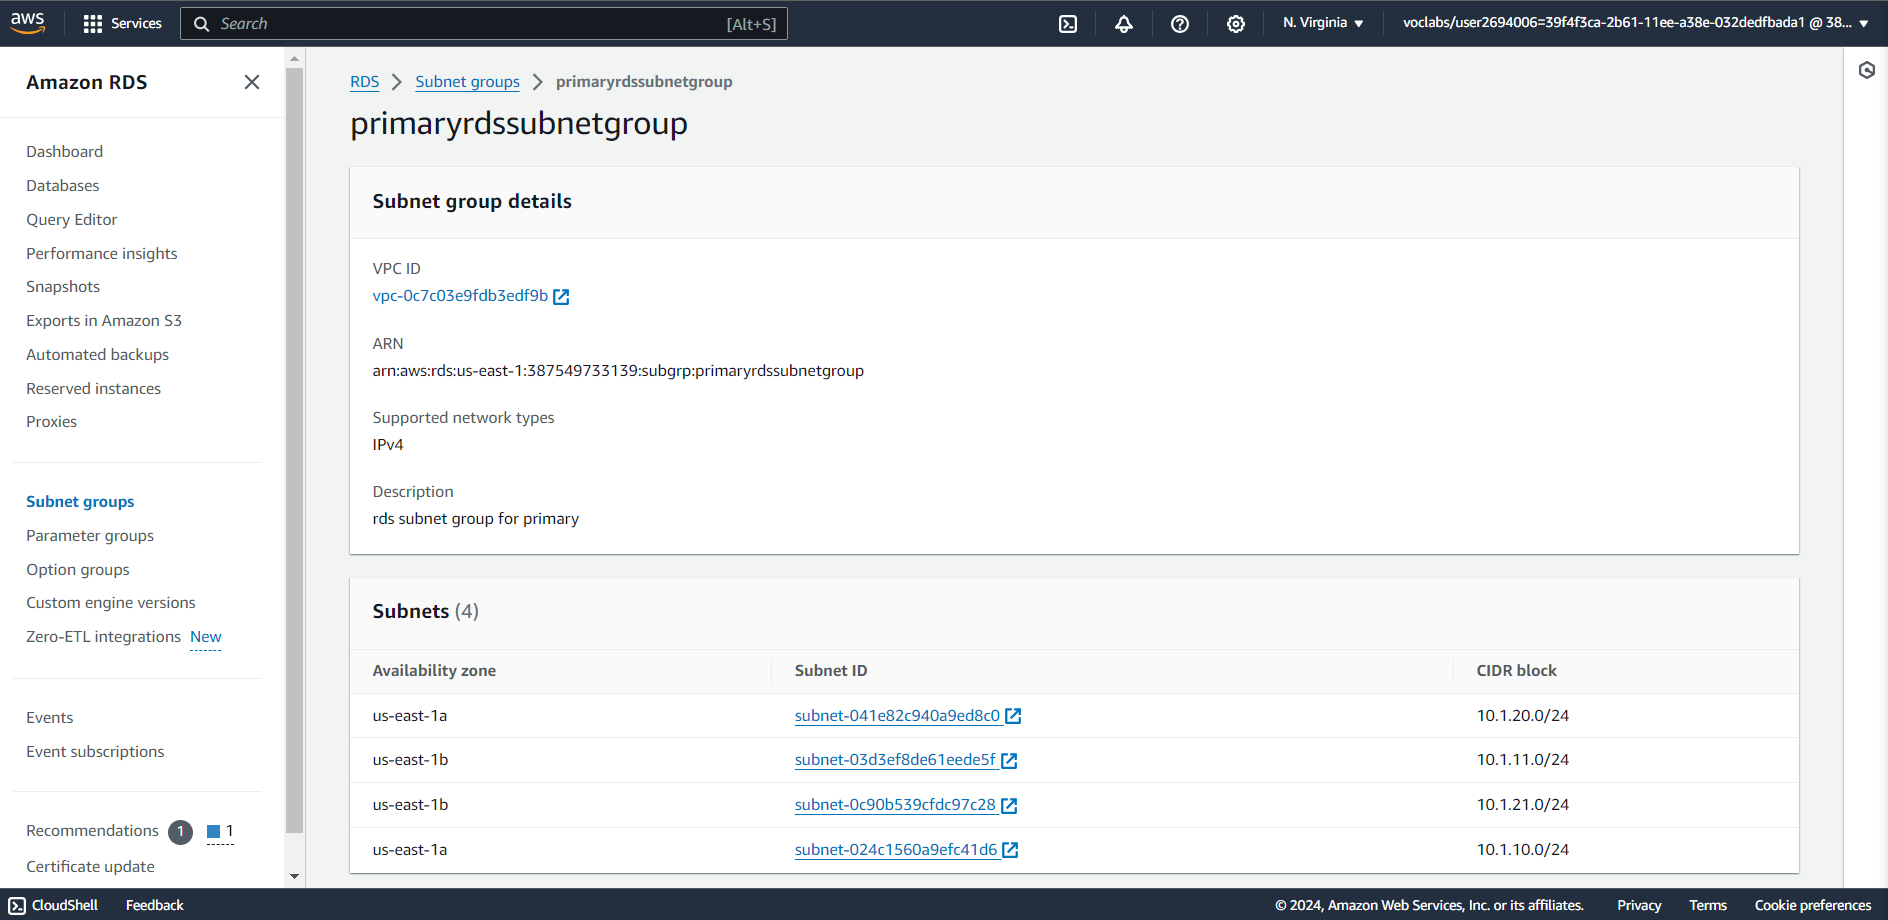 aws Services Search [Alt+S] N. Virginia voclabs/user2694006=39f4f3ca-2b61-11ee-a38e-032dedfbada1 @ 38...
Amazon RDS
Dashboard
Databases
Query Editor
Performance insights
Snapshots
Exports in Amazon S3
Automated backups
Reserved instances
Proxies
Subnet groups
Parameter groups
Option groups
Custom engine versions
Zero-ETL integrations New
Events
Event subscriptions
Recommendations 1 1
Certificate update
RDS Subnet groups primaryrdssubnetgroup
primaryrdssubnetgroup
Subnet group details
VPC ID
vpc-0c7c03e9fdb3edf9b
ARN
arn:aws:rds:us-east-1:387549733139:subgrp:primaryrdssubnetgroup
Supported network types
IPv4
Description
rds subnet group for primary
Subnets (4)
Availability zone Subnet ID CIDR block
us-east-1a subnet-041e82c940a9ed8c0 10.1.20.0/24
us-east-1b subnet-03d3ef8de61eede5f 10.1.11.0/24
us-east-1b subnet-0c90b539cfdc97c28 10.1.21.0/24
us-east-1a subnet-024c1560a9efc41d6 10.1.10.0/24
CloudShell Feedback © 2024, Amazon Web Services, Inc. or its affiliates. Privacy Terms Cookie preferences